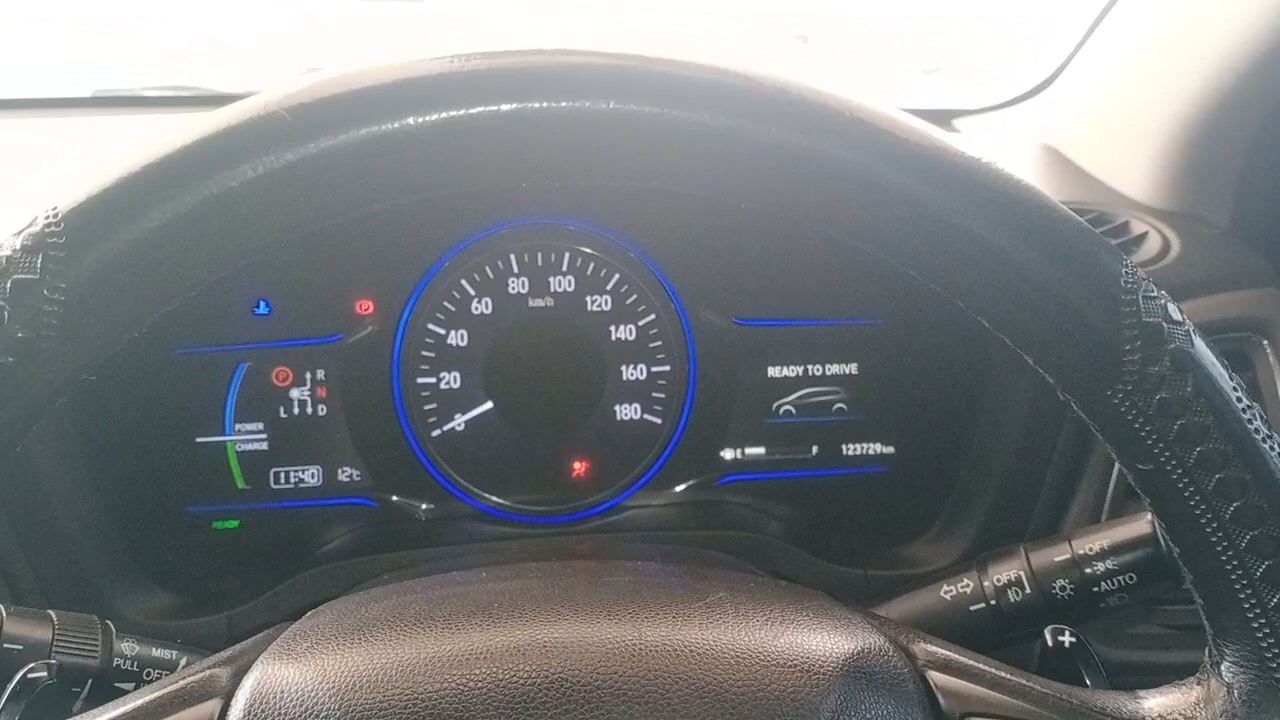 80 100
km/h
60 120
40 140
20 160
0 180
P
P R
N
L D
POWER
CHARGE
11:40 12℃
READY
READY TO DRIVE
E F 123729km
OFF
OFF
AUTO
MIST
PULL OFF
+